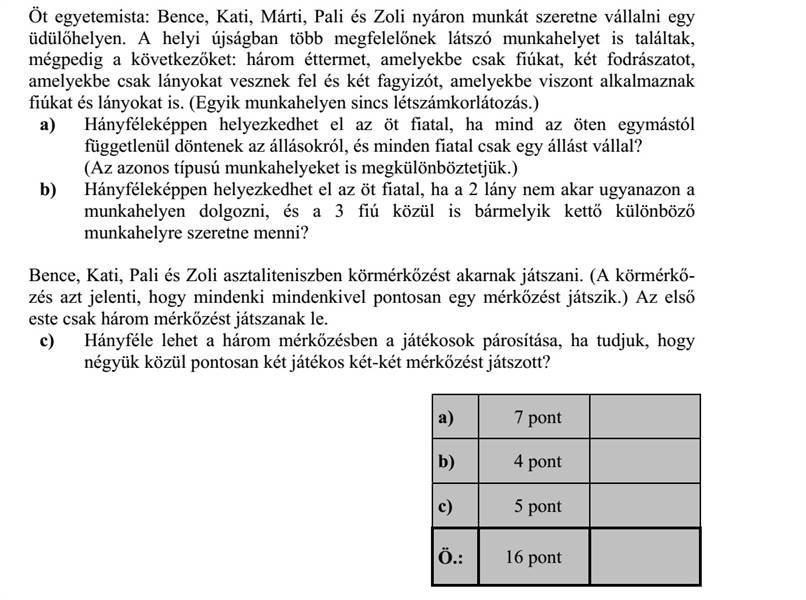 Öt egyetemista: Bence, Kati, Márti, Pali és Zoli nyáron munkát szeretne vállalni egy
üdülőhelyen. A helyi újságban több megfelelőnek látszó munkahelyet is találtak,
mégpedig a következőket: három éttermet, amelyekbe csak fiúkat, két fodrászatot,
amelyekbe csak lányokat vesznek fel és két fagyizót, amelyekbe viszont alkalmaznak
fiúkat és lányokat is. (Egyik munkahelyen sincs létszámkorlátozás.)
a) Hányféleképpen helyezkedhet el az öt fiatal, ha mind az öten egymástól
függetlenül döntenek az állásokról, és minden fiatal csak egy állást vállal?
(Az azonos típusú munkahelyeket is megkülönböztetjük.)
b) Hányféleképpen helyezkedhet el az öt fiatal, ha a 2 lány nem akar ugyanazon a
munkahelyen dolgozni, és a 3 fiú közül is bármelyik kettő különböző
munkahelyre szeretne menni?
Bence, Kati, Pali és Zoli asztaliteniszben körmérkőzést akarnak játszani. (A körmérkő-
zés azt jelenti, hogy mindenki mindenkivel pontosan egy mérkőzést játszik.) Az első
este csak három mérkőzést játszanak le.
c) Hányféle lehet a három mérkőzésben a játékosok párosítása, ha tudjuk, hogy
négyük közül pontosan két játékos két-két mérkőzést játszott?
a) 7 pont
b) 4 pont
c) 5 pont
Ö.: 16 pont